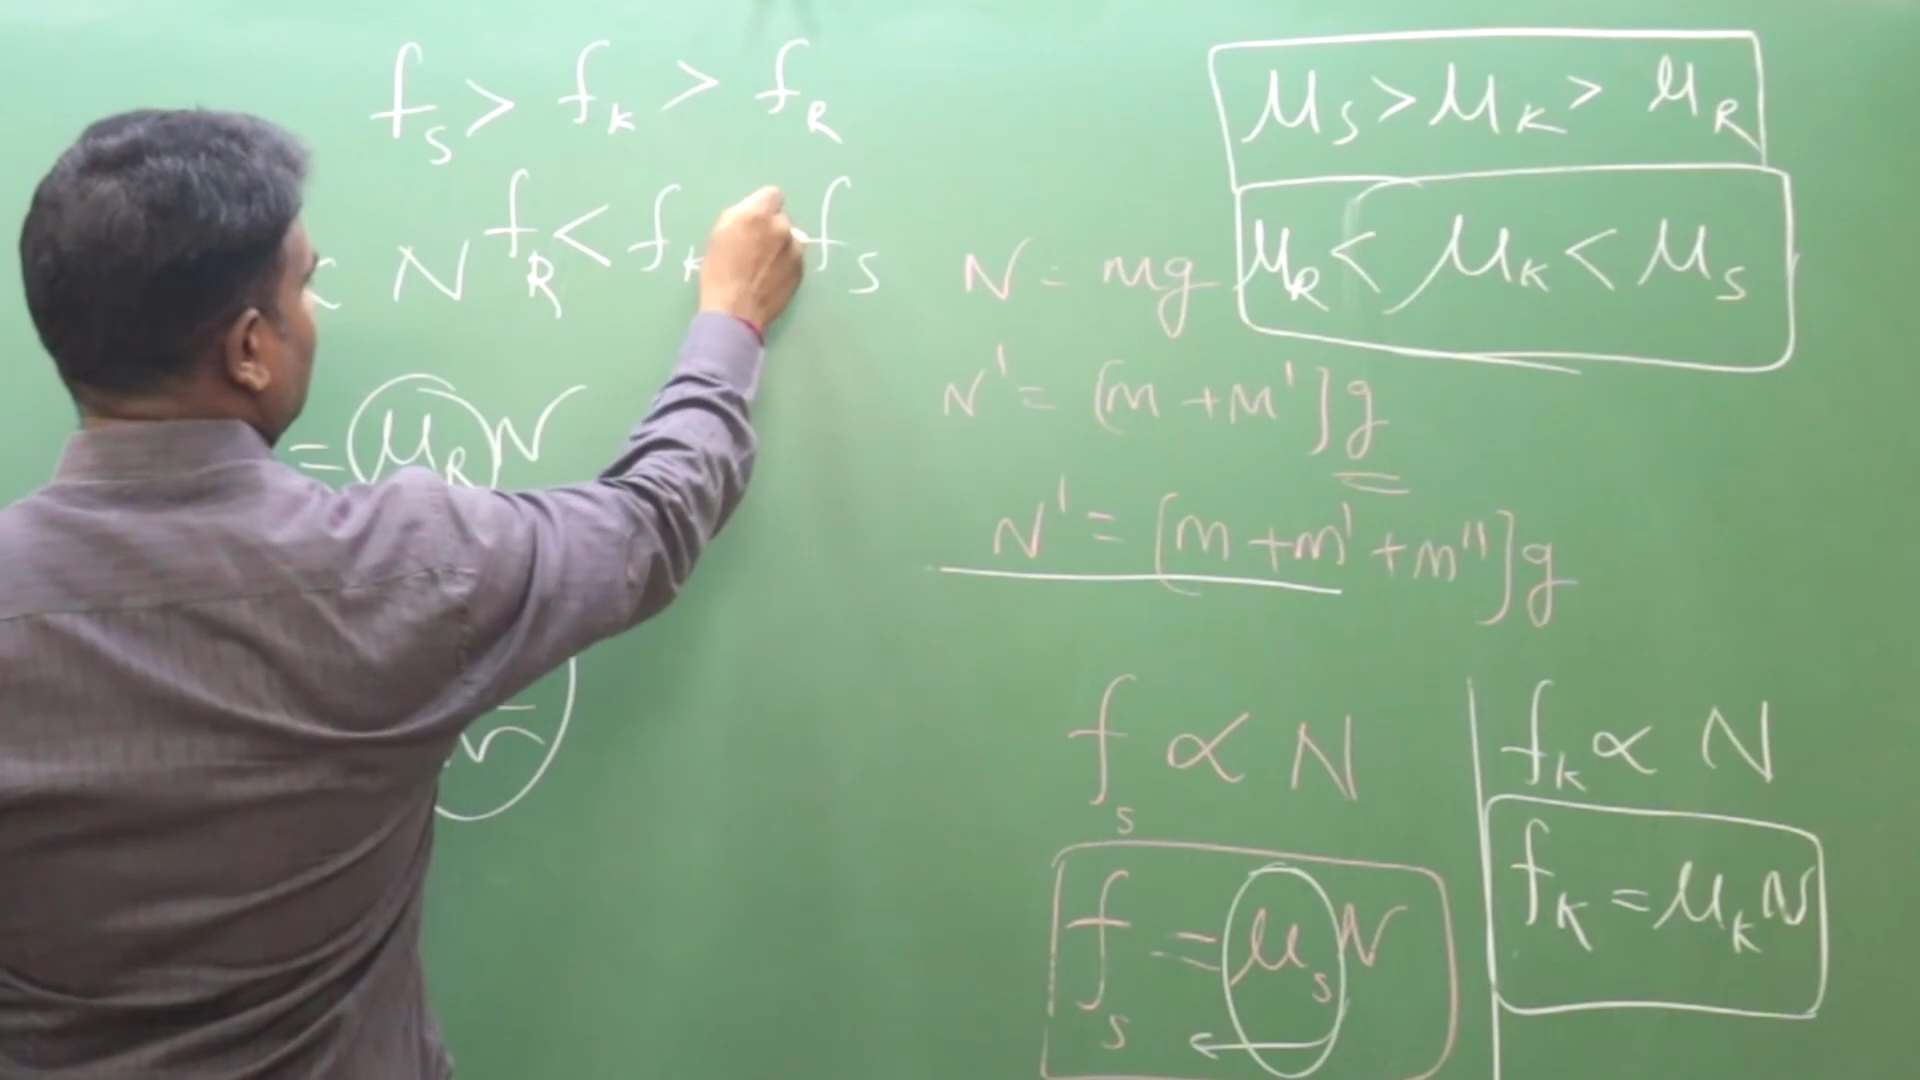 f_S > f_K > f_R
∝ N f_R < f_K f_S
= μ_R N
μ_S > μ_K > μ_R
μ_R < μ_K < μ_S
N = mg
N' = [m + m']g
N' = [m + m' + m'']g
f_s ∝ N
f_s = μ_s N
f_K ∝ N
f_K = μ_K N